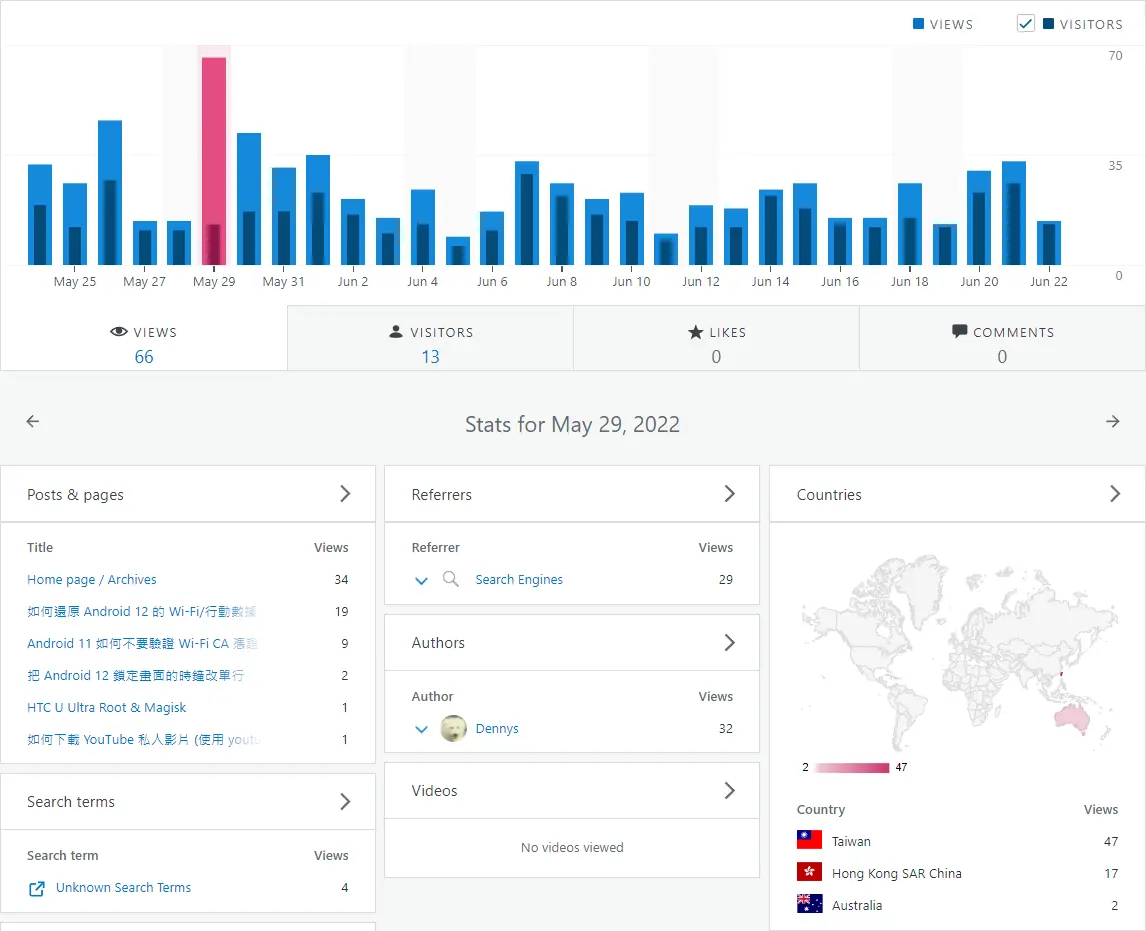 VIEWS VISITORS
70
35
0
May 25 May 27 May 29 May 31 Jun 2 Jun 4 Jun 6 Jun 8 Jun 10 Jun 12 Jun 14 Jun 16 Jun 18 Jun 20 Jun 22
VIEWS
66
VISITORS
13
LIKES
0
COMMENTS
0
Stats for May 29, 2022
Posts & pages
Title Views
Home page / Archives 34
如何還原 Android 12 的 Wi-Fi/行動數據 19
Android 11 如何不要驗證 Wi-Fi CA 憑證 9
把 Android 12 鎖定畫面的時鐘改單行 2
HTC U Ultra Root & Magisk 1
如何下載 YouTube 私人影片 (使用 youtu 1
Search terms
Search term Views
Unknown Search Terms 4
Referrers
Referrer Views
Search Engines 29
Authors
Author Views
Dennys 32
Videos
No videos viewed
Countries
2 47
Country Views
Taiwan 47
Hong Kong SAR China 17
Australia 2